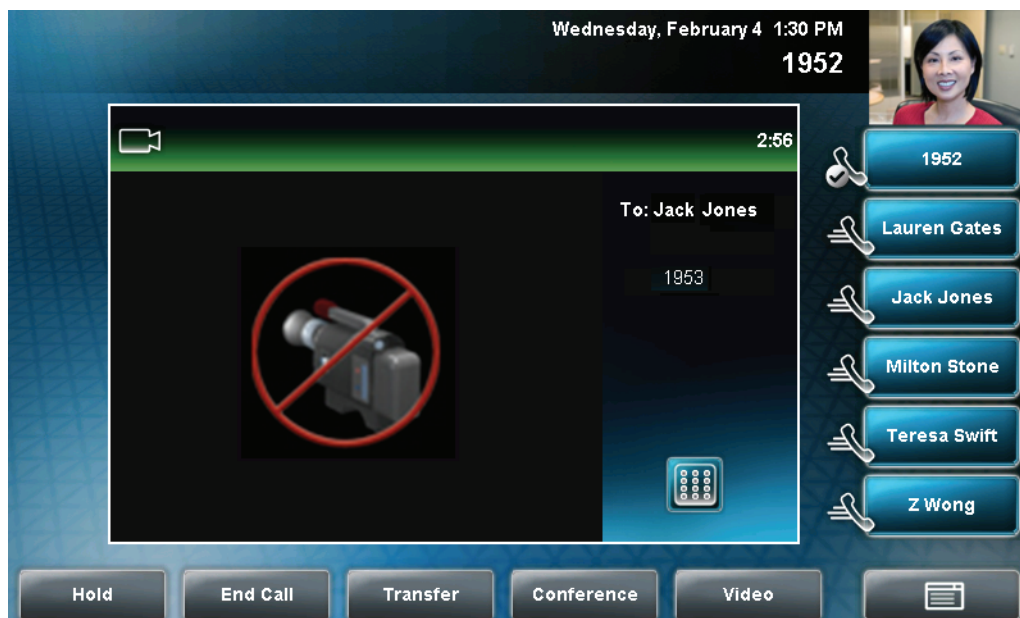 Wednesday, February 4 1:30 PM
1952
2:56
To: Jack Jones
1953
1952
Lauren Gates
Jack Jones
Milton Stone
Teresa Swift
Z Wong
Hold End Call Transfer Conference Video